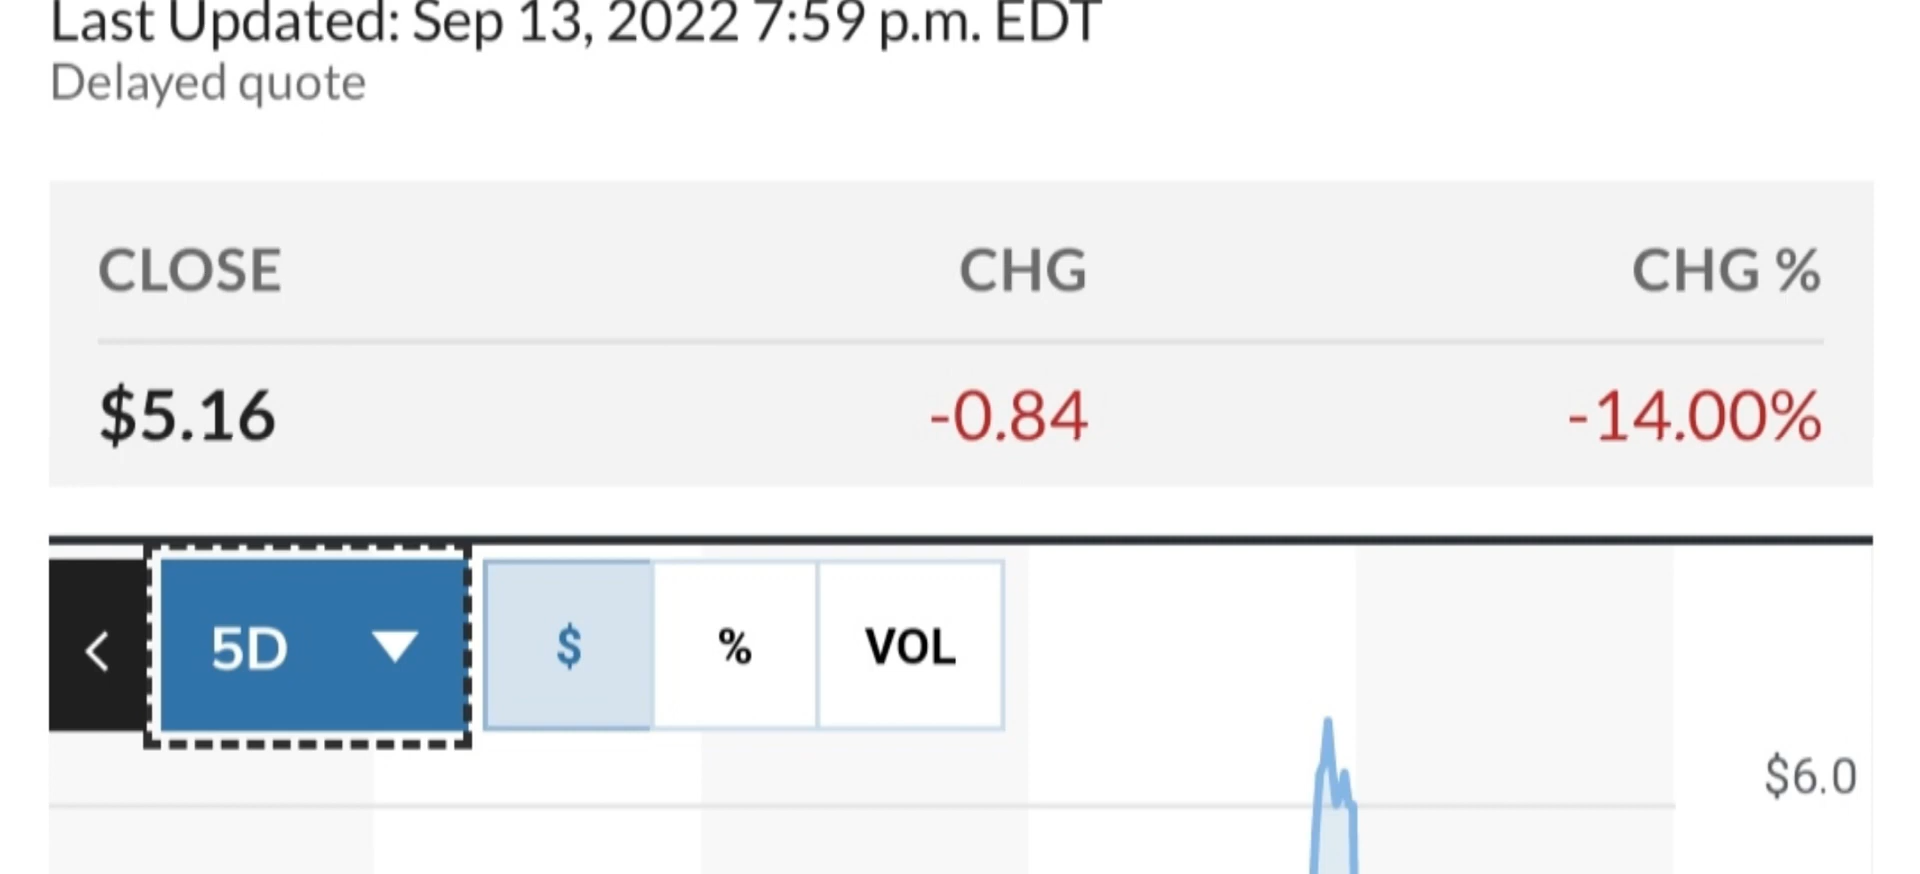 Last Updated: Sep 13, 2022 7:59 p.m. EDT
Delayed quote
CLOSE CHG CHG %
$5.16 -0.84 -14.00%
5D $ % VOL
$6.0